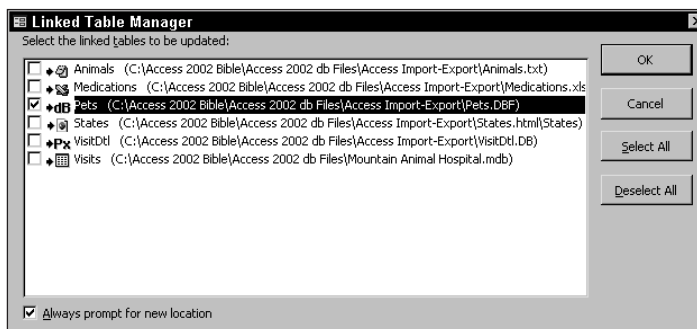 Linked Table Manager
Select the linked tables to be updated:
Animals (C:\Access 2002 Bible\Access 2002 db Files\Access Import-Export\Animals.txt)
Medications (C:\Access 2002 Bible\Access 2002 db Files\Access Import-Export\Medications.xls
dB Pets (C:\Access 2002 Bible\Access 2002 db Files\Access Import-Export\Pets.DBF)
States (C:\Access 2002 Bible\Access 2002 db Files\Access Import-Export\States.html\States)
Px VisitDtl (C:\Access 2002 Bible\Access 2002 db Files\Access Import-Export\VisitDtl.DB)
Visits (C:\Access 2002 Bible\Access 2002 db Files\Mountain Animal Hospital.mdb)
Always prompt for new location
OK
Cancel
Select All
Deselect All